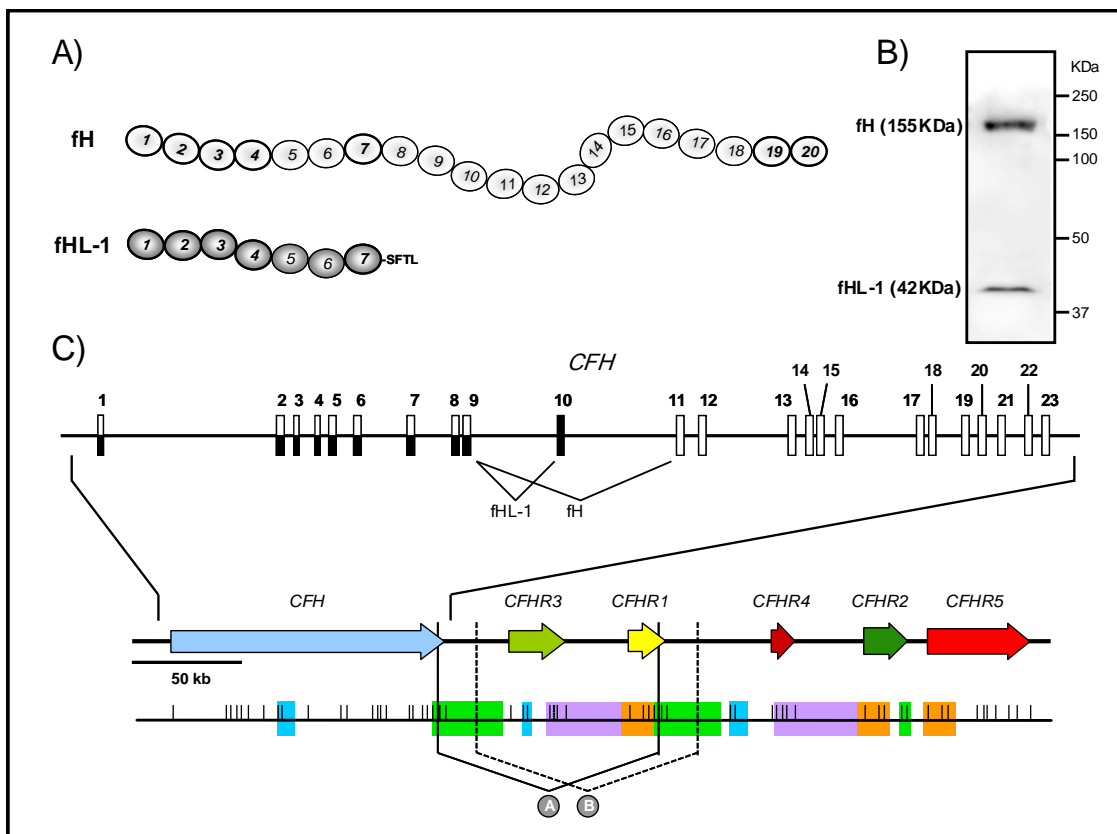 A)
fH
1 2 3 4 5 6 7 8 9 10 11 12 13 14 15 16 17 18 19 20
fHL-1
1 2 3 4 5 6 7 -SFTL
B)
KDa
250
fH (155KDa)
150
100
50
fHL-1 (42KDa)
37
C)
CFH
1 2 3 4 5 6 7 8 9 10 11 12 13 14 15 16 17 18 19 20 21 22 23
fHL-1 fH
CFH CFHR3 CFHR1 CFHR4 CFHR2 CFHR5
50 kb
A B